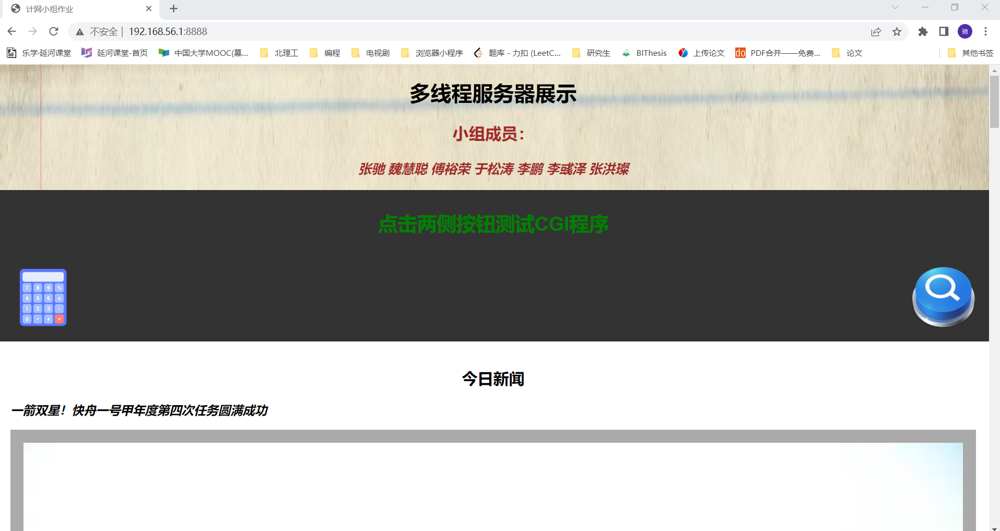 计网小组作业
不安全 | 192.168.56.1:8888
驰
乐学·延河课堂 延河课堂-首页 中国大学MOOC(慕... 北理工 编程 电视剧 浏览器小程序 题库 - 力扣 (LeetC... 研究生 BIThesis 上传论文 do PDF合并——免费... 论文 其他书签
多线程服务器展示
小组成员：
张驰 魏慧聪 傅裕荣 于松涛 李鹏 李彧泽 张洪璨
点击两侧按钮测试CGI程序
7 8 9 %
4 5 6 x
1 2 3 -
0 · + =
今日新闻
一箭双星！快舟一号甲年度第四次任务圆满成功